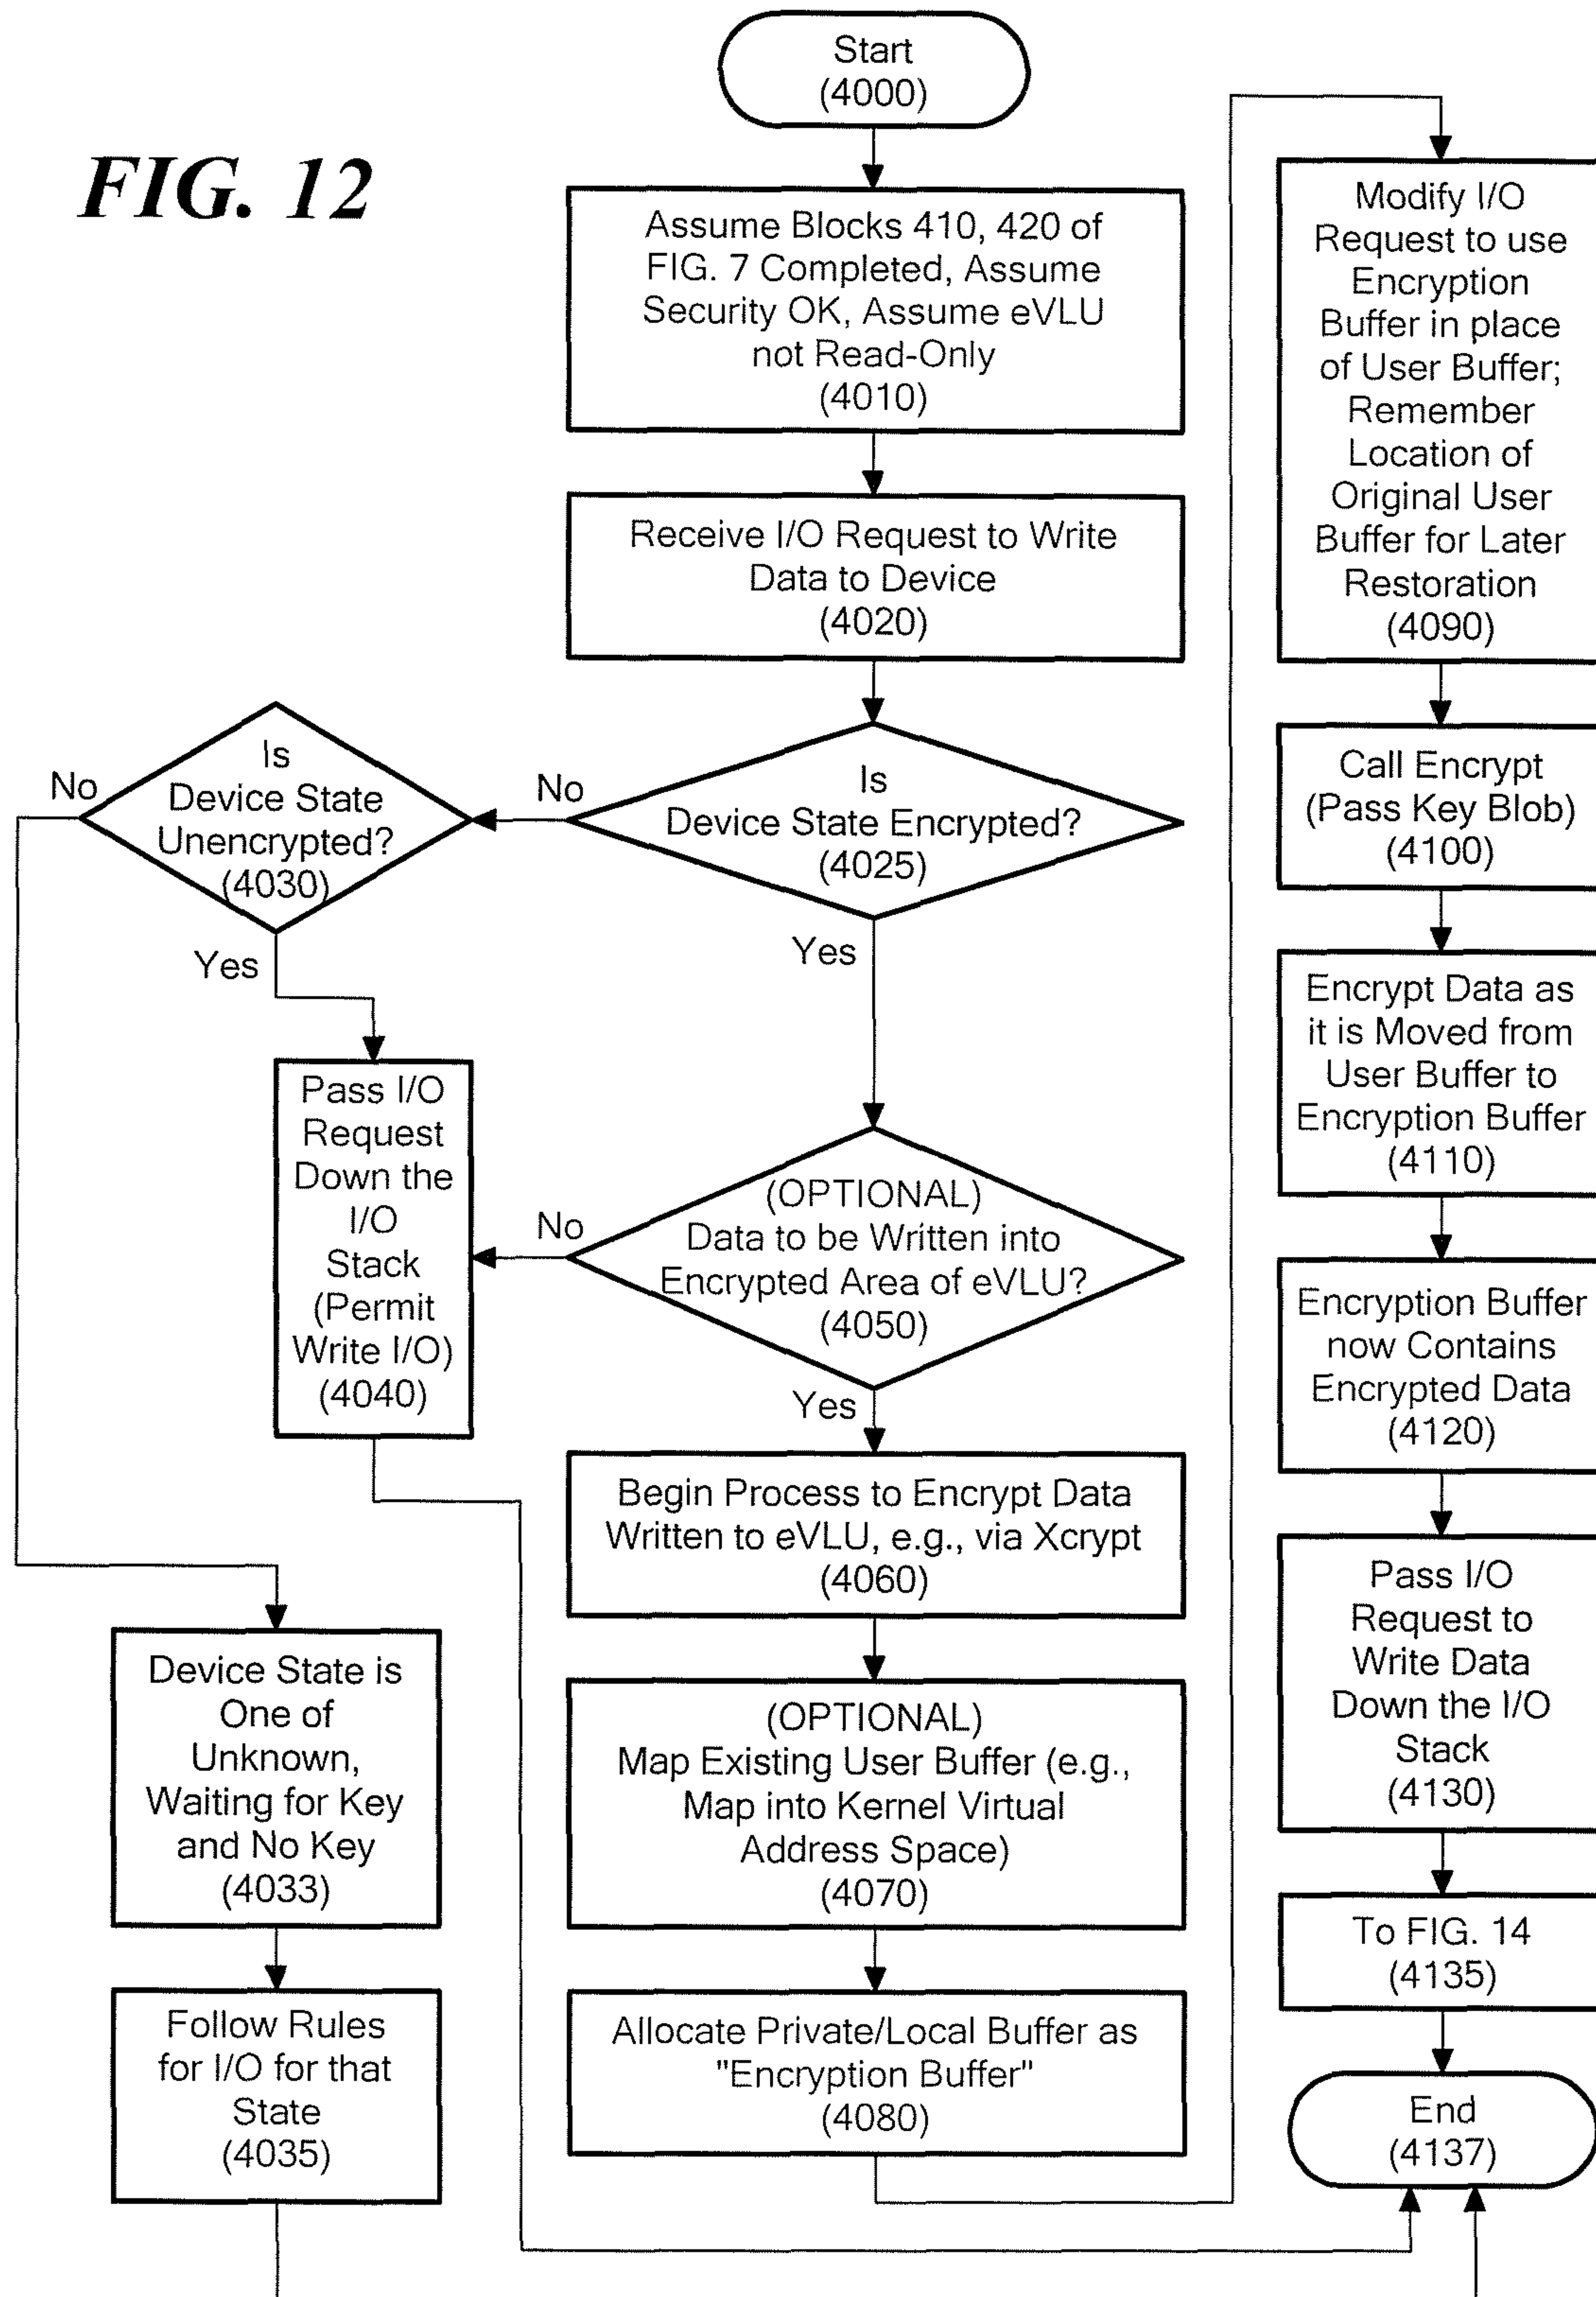 FIG. 12
Start
(4000)
Assume Blocks 410, 420 of
FIG. 7 Completed, Assume
Security OK, Assume eVLU
not Read-Only
(4010)
Receive I/O Request to Write
Data to Device
(4020)
Is
Device State Encrypted?
(4025)
No
Yes
Is
Device State
Unencrypted?
(4030)
No
Yes
Device State is
One of
Unknown,
Waiting for Key
and No Key
(4033)
Follow Rules
for I/O for that
State
(4035)
Pass I/O
Request
Down the
I/O
Stack
(Permit
Write I/O)
(4040)
(OPTIONAL)
Data to be Written into
Encrypted Area of eVLU?
(4050)
No
Yes
Begin Process to Encrypt Data
Written to eVLU, e.g., via Xcrypt
(4060)
(OPTIONAL)
Map Existing User Buffer (e.g.,
Map into Kernel Virtual
Address Space)
(4070)
Allocate Private/Local Buffer as
"Encryption Buffer"
(4080)
Modify I/O
Request to use
Encryption
Buffer in place
of User Buffer;
Remember
Location of
Original User
Buffer for Later
Restoration
(4090)
Call Encrypt
(Pass Key Blob)
(4100)
Encrypt Data as
it is Moved from
User Buffer to
Encryption Buffer
(4110)
Encryption Buffer
now Contains
Encrypted Data
(4120)
Pass I/O
Request to
Write Data
Down the I/O
Stack
(4130)
To FIG. 14
(4135)
End
(4137)